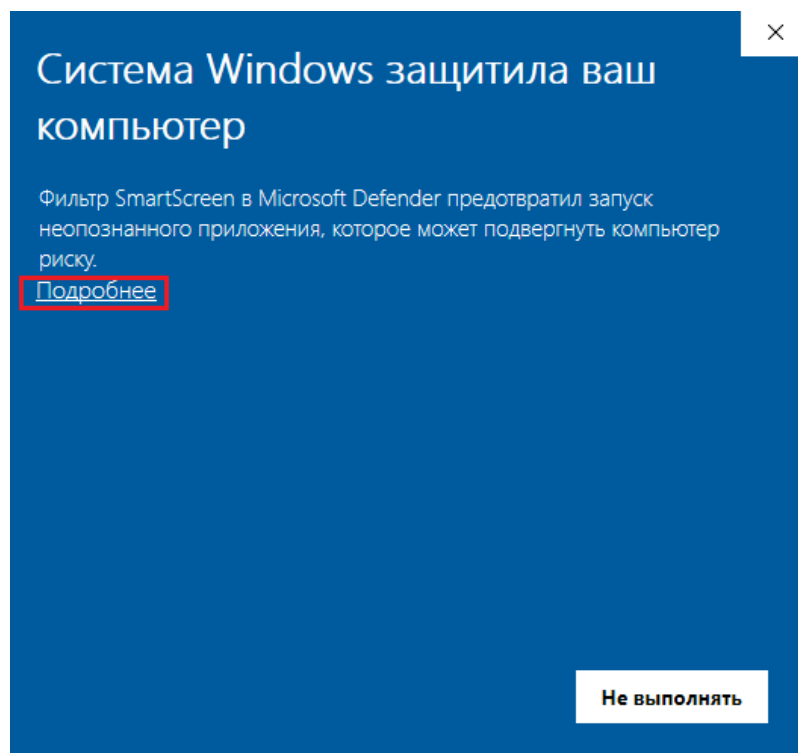 Система Windows защитила ваш
компьютер
Фильтр SmartScreen в Microsoft Defender предотвратил запуск
неопознанного приложения, которое может подвергнуть компьютер
риску.
Подробнее
Не выполнять